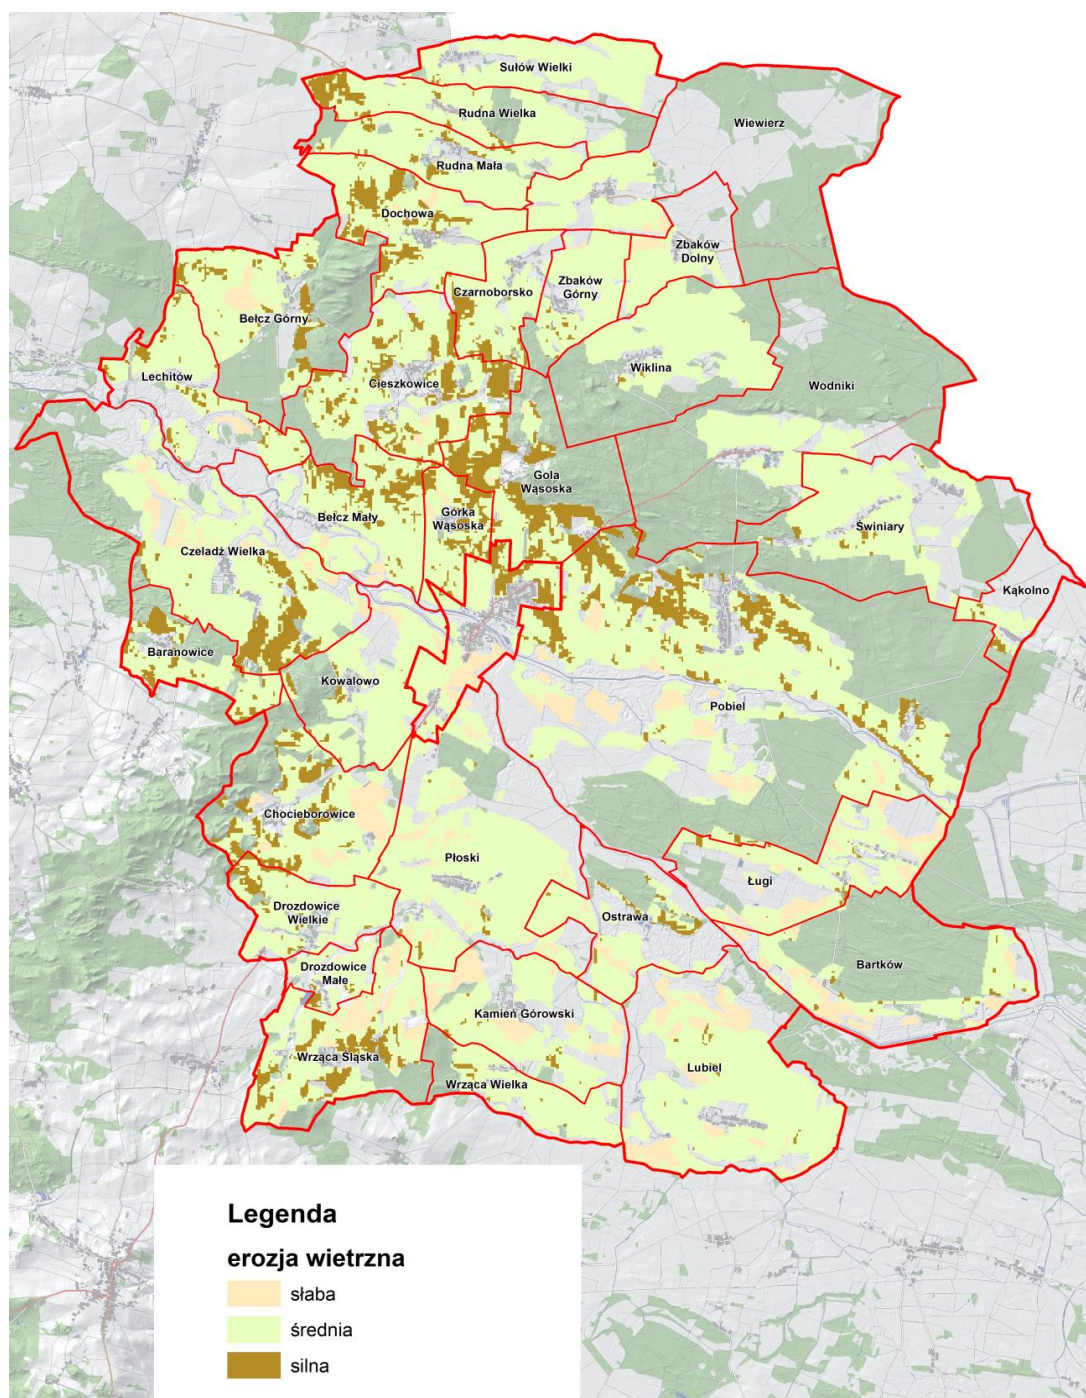 Sułów Wielki
Rudna Wielka
Wiewierz
Rudna Mała
Dochowa
Zbaków
Dolny
Czarnoborsko
Zbaków
Górny
Bełcz Górny
Wiklina
Lechitów
Cieszkowice
Wodniki
Gola
Wąsoska
Bełcz Mały
Górka
Wąsoska
Świniary
Czeladź Wielka
Kąkolno
Baranowice
Kowalowo
Pobiel
Chocieborowice
Płoski
Ługi
Drozdowice
Wielkie
Ostrawa
Drozdowice
Małe
Bartków
Kamień Górowski
Wrząca Śląska
Lubiel
Wrząca Wielka
Legenda
erozja wietrzna
słaba
średnia
silna